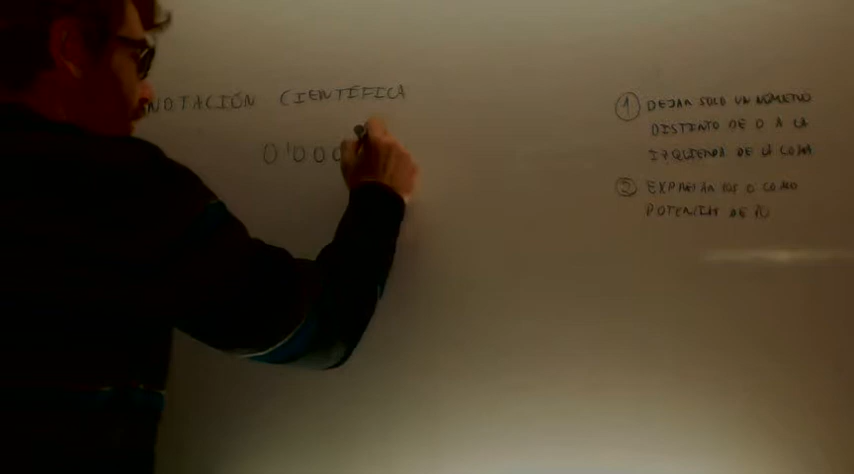 NOTACIÓN CIENTÍFICA
0'000
① DEJAR SOLO UN NÚMERO
DISTINTO DE 0 A LA
IZQUIERDA DE LA COMA
② EXPRESAR LOS 0 COMO
POTENCIAS DE 10